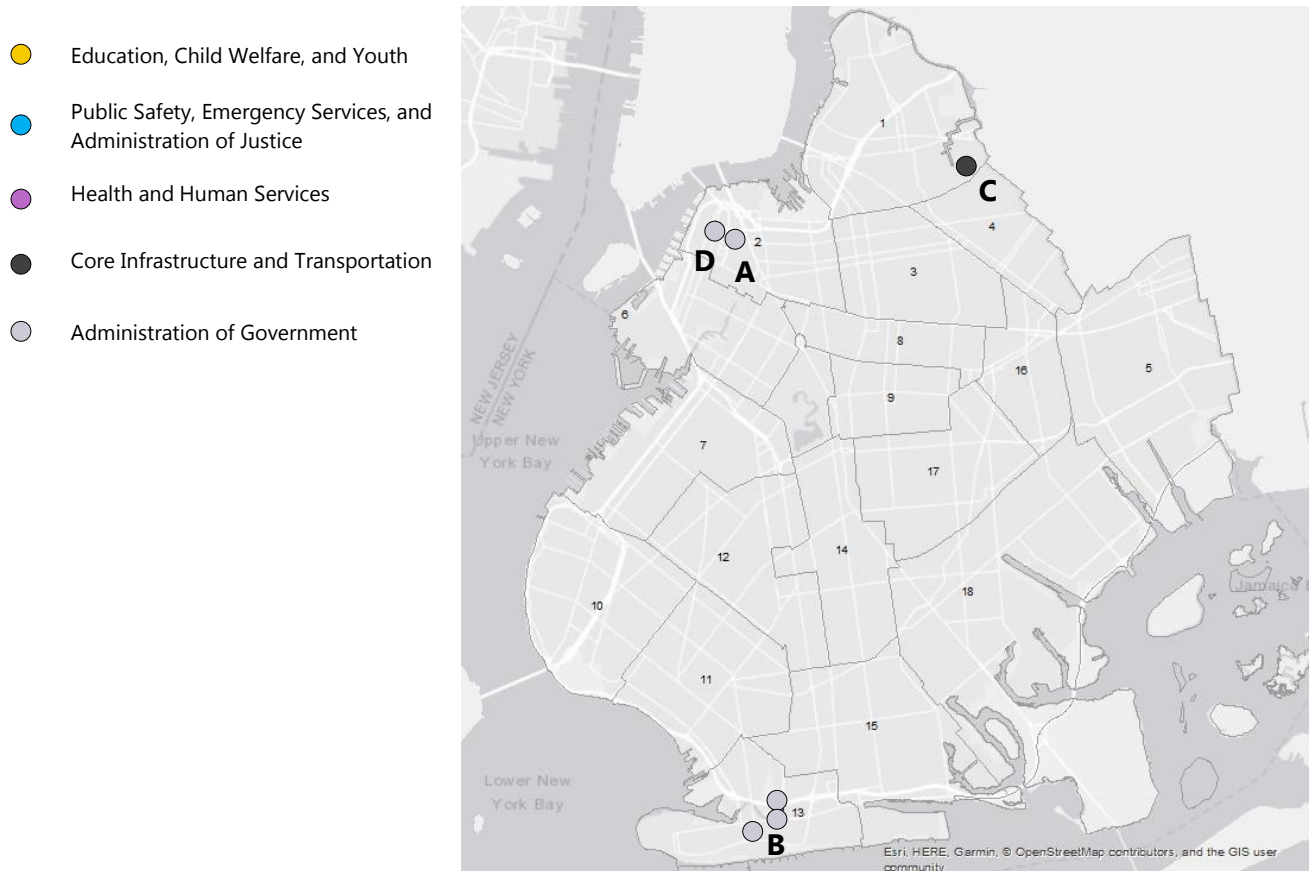 Education, Child Welfare, and Youth
Public Safety, Emergency Services, and
Administration of Justice
Health and Human Services
Core Infrastructure and Transportation
Administration of Government
1
C
2
4
D
A
3
6
8
16
5
9
NEW JERSEY
NEW YORK
Upper New
York Bay
7
17
12
14
10
18
Jamaica B
11
15
Lower New
York Bay
13
B
Esri, HERE, Garmin, © OpenStreetMap contributors, and the GIS user
community